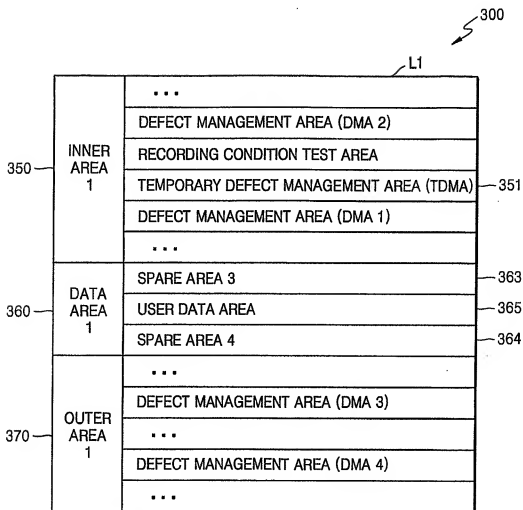 300
L1
350
INNER
AREA
1
...
DEFECT MANAGEMENT AREA (DMA 2)
RECORDING CONDITION TEST AREA
TEMPORARY DEFECT MANAGEMENT AREA (TDMA)
351
DEFECT MANAGEMENT AREA (DMA 1)
...
360
DATA
AREA
1
SPARE AREA 3
363
USER DATA AREA
365
SPARE AREA 4
364
370
OUTER
AREA
1
...
DEFECT MANAGEMENT AREA (DMA 3)
...
DEFECT MANAGEMENT AREA (DMA 4)
...